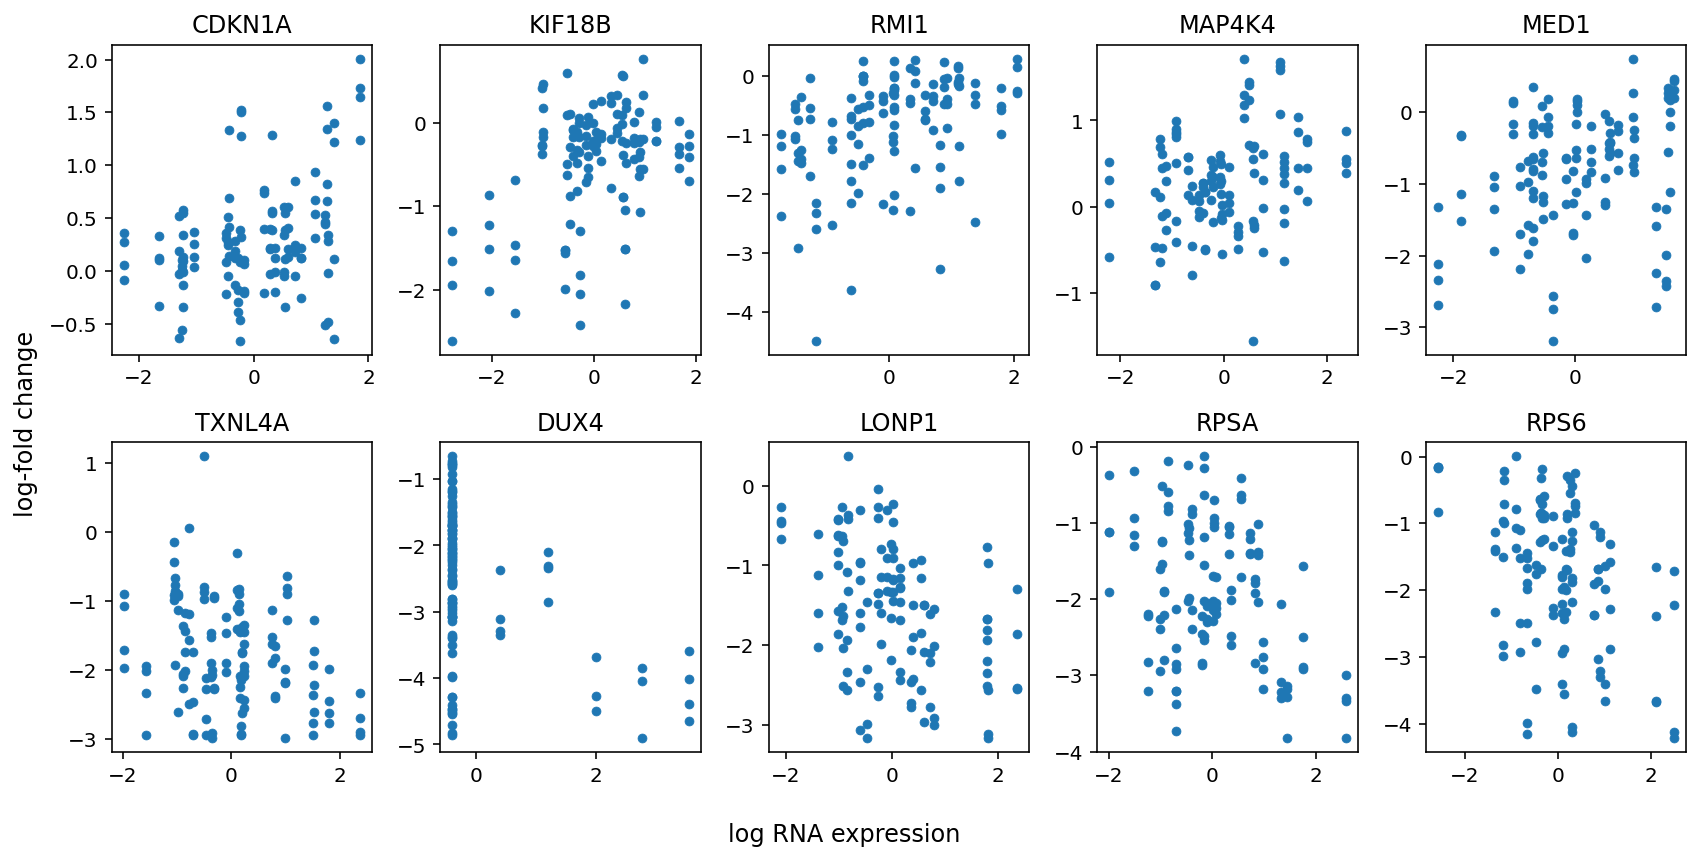 CDKN1A KIF18B RMI1 MAP4K4 MED1
2.0 1.5 1.0 0.5 0.0 −0.5
0 −1 −2
0 −1 −2 −3 −4
1 0 −1
0 −1 −2 −3
−2 0 2 −2 0 2 0 2 −2 0 2 0
log-fold change
TXNL4A DUX4 LONP1 RPSA RPS6
1 0 −1 −2 −3
−1 −2 −3 −4 −5
0 −1 −2 −3
0 −1 −2 −3 −4
0 −1 −2 −3 −4
−2 0 2 0 2 −2 0 2 −2 0 2 −2 0 2
log RNA expression